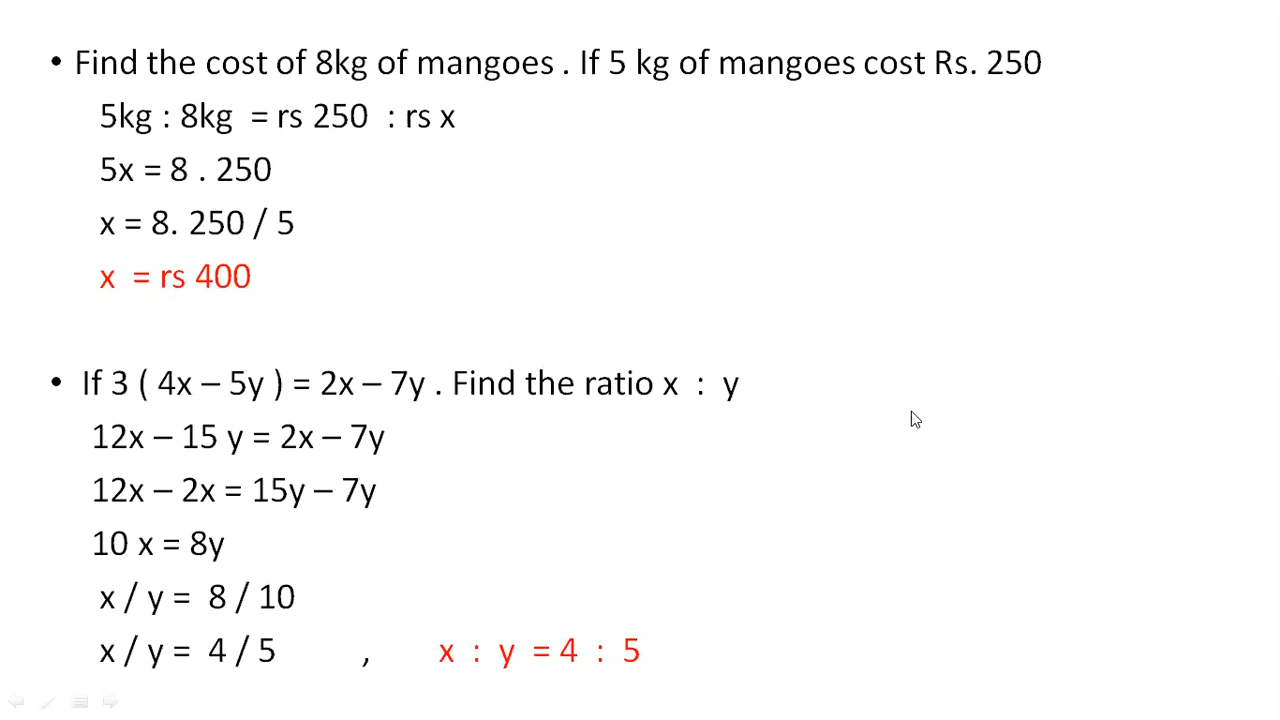 • Find the cost of 8kg of mangoes . If 5 kg of mangoes cost Rs. 250
5kg : 8kg = rs 250 : rs x
5x = 8 . 250
x = 8. 250 / 5
x = rs 400
• If 3 ( 4x – 5y ) = 2x – 7y . Find the ratio x : y
12x – 15 y = 2x – 7y
12x – 2x = 15y – 7y
10 x = 8y
x / y = 8 / 10
x / y = 4 / 5 , x : y = 4 : 5